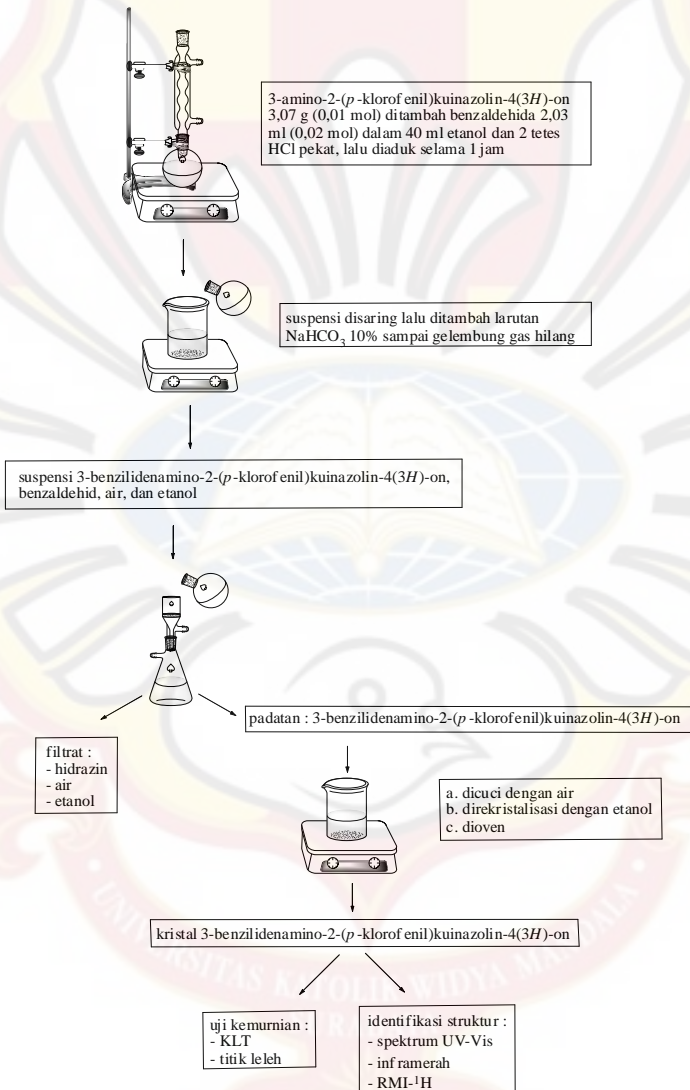 3-amino-2-(p-klorofenil)kuinazolin-4(3H)-on
3,07 g (0,01 mol) ditambah benzaldehida 2,03
ml (0,02 mol) dalam 40 ml etanol dan 2 tetes
HCl pekat, lalu diaduk selama 1 jam
suspensi disaring lalu ditambah larutan
NaHCO3 10% sampai gelembung gas hilang
suspensi 3-benzilidenamino-2-(p-klorofenil)kuinazolin-4(3H)-on,
benzaldehid, air, dan etanol
padatan : 3-benzilidenamino-2-(p-klorofenil)kuinazolin-4(3H)-on
filtrat :
- hidrazin
- air
- etanol
a. dicuci dengan air
b. direkristalisasi dengan etanol
c. dioven
kristal 3-benzilidenamino-2-(p-klorofenil)kuinazolin-4(3H)-on
uji kemurnian :
- KLT
- titik leleh
identifikasi struktur :
- spektrum UV-Vis
- inframerah
- RMI-1H
UNIVERSITAS KATOLIK WIDYA MANDALA